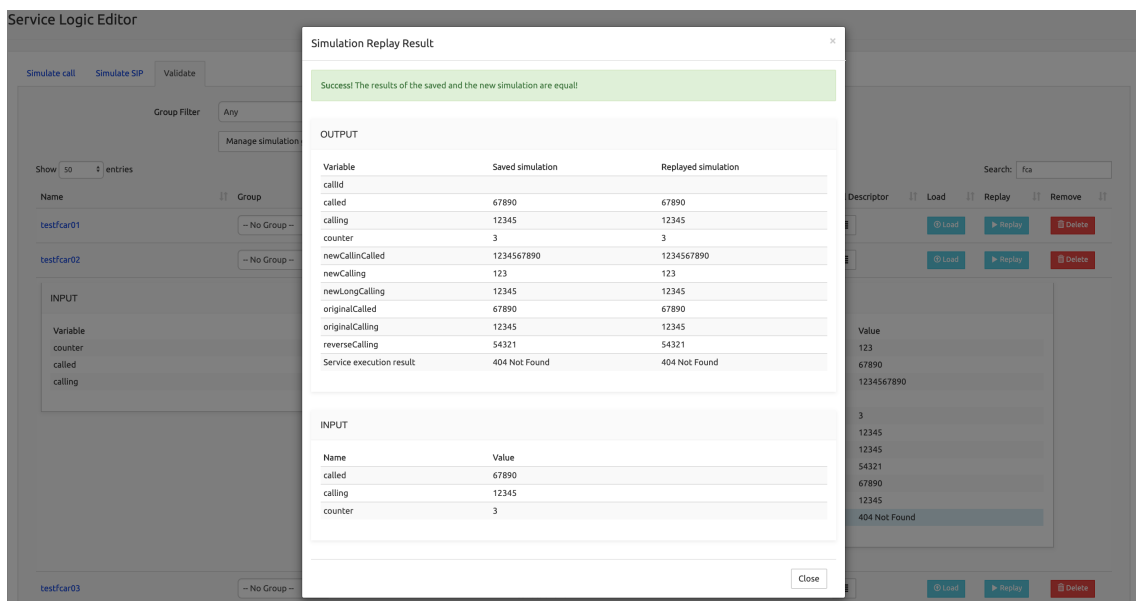 Service Logic Editor
Simulation Replay Result
×
Simulate call Simulate SIP Validate
Success! The results of the saved and the new simulation are equal!
Group Filter Any
Manage simulation
OUTPUT
Show 50 entries
Search: fca
Variable Saved simulation Replayed simulation
Name Group Descriptor Load Replay Remove
callId
called 67890 67890
calling 12345 12345
testfcar01 -- No Group -- Load Replay Delete
counter 3 3
newCallinCalled 1234567890 1234567890
testfcar02 -- No Group -- Load Replay Delete
newCalling 123 123
newLongCalling 12345 12345
originalCalled 67890 67890
originalCalling 12345 12345
reverseCalling 54321 54321
Service execution result 404 Not Found 404 Not Found
INPUT
Variable
counter
called
calling
Value
123
67890
1234567890
3
12345
12345
54321
67890
12345
404 Not Found
INPUT
Name Value
called 67890
calling 12345
counter 3
Close
testfcar03 -- No Group -- Load Replay Delete